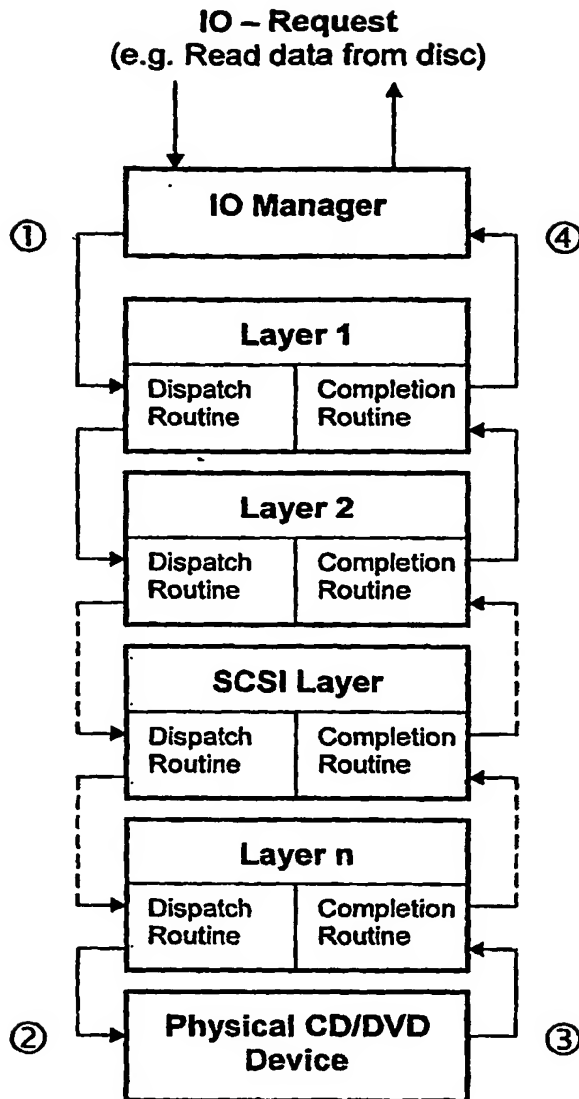 IO – Request
(e.g. Read data from disc)
IO Manager
① ④
Layer 1
Dispatch Routine
Completion Routine
Layer 2
Dispatch Routine
Completion Routine
SCSI Layer
Dispatch Routine
Completion Routine
Layer n
Dispatch Routine
Completion Routine
② ③
Physical CD/DVD
Device